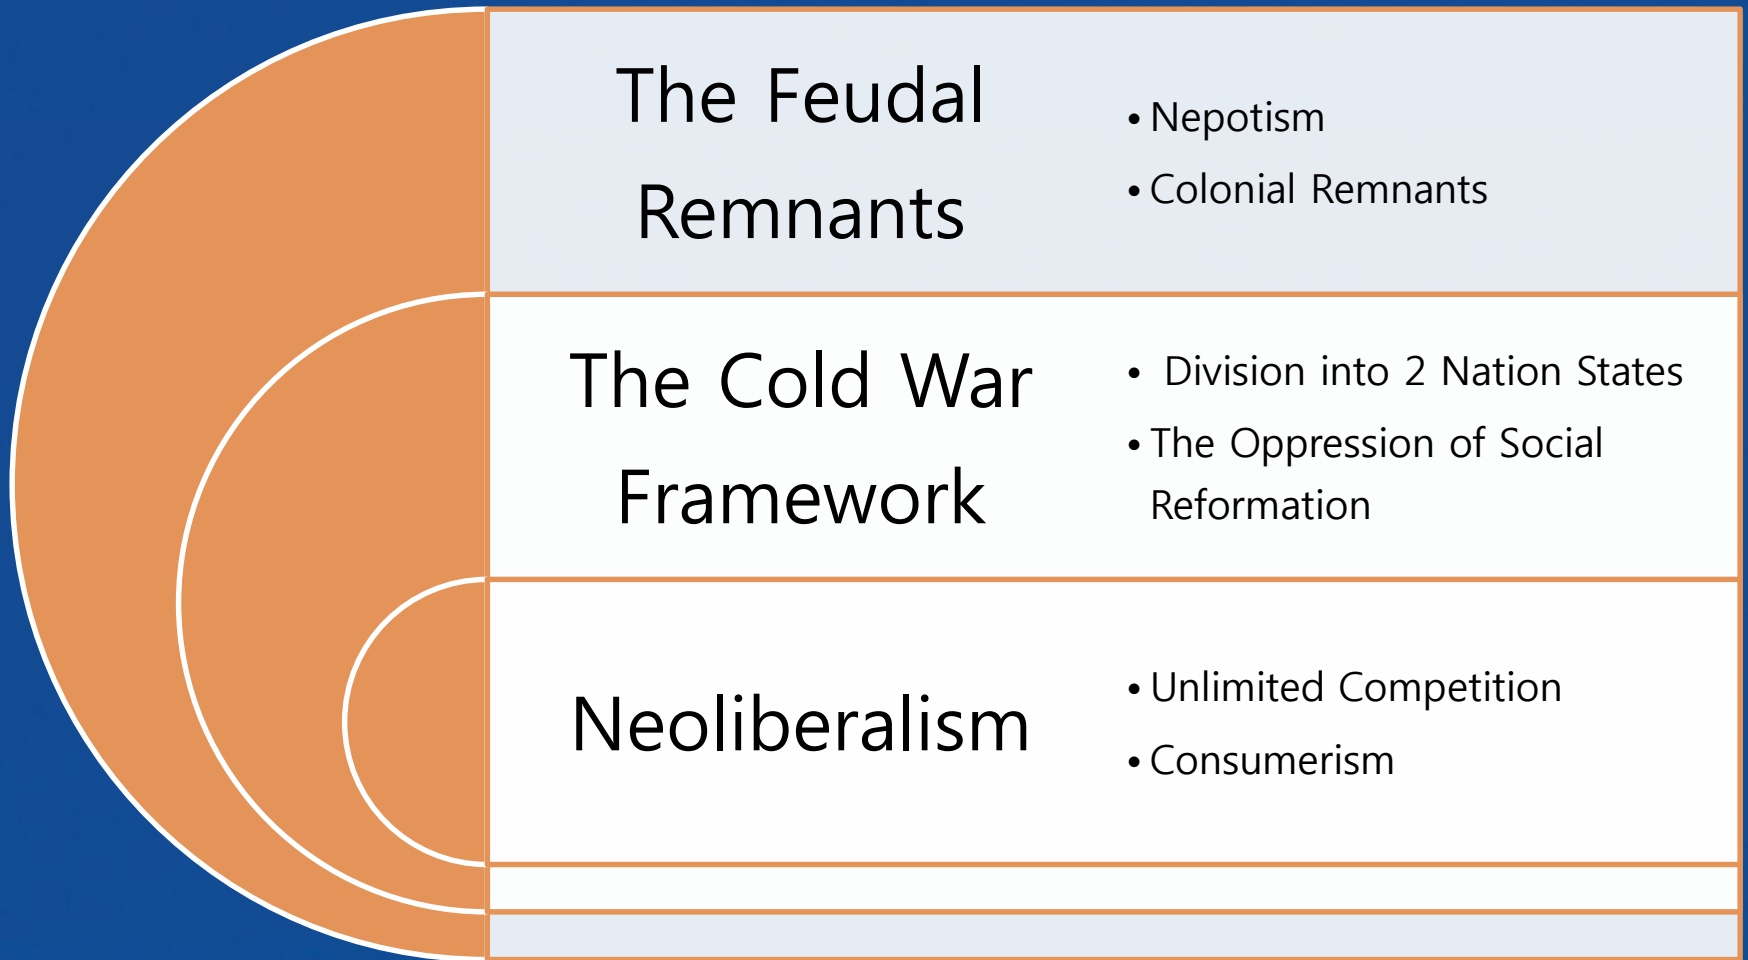 The Feudal
Remnants
• Nepotism
• Colonial Remnants
The Cold War
Framework
• Division into 2 Nation States
• The Oppression of Social
Reformation
Neoliberalism
• Unlimited Competition
• Consumerism